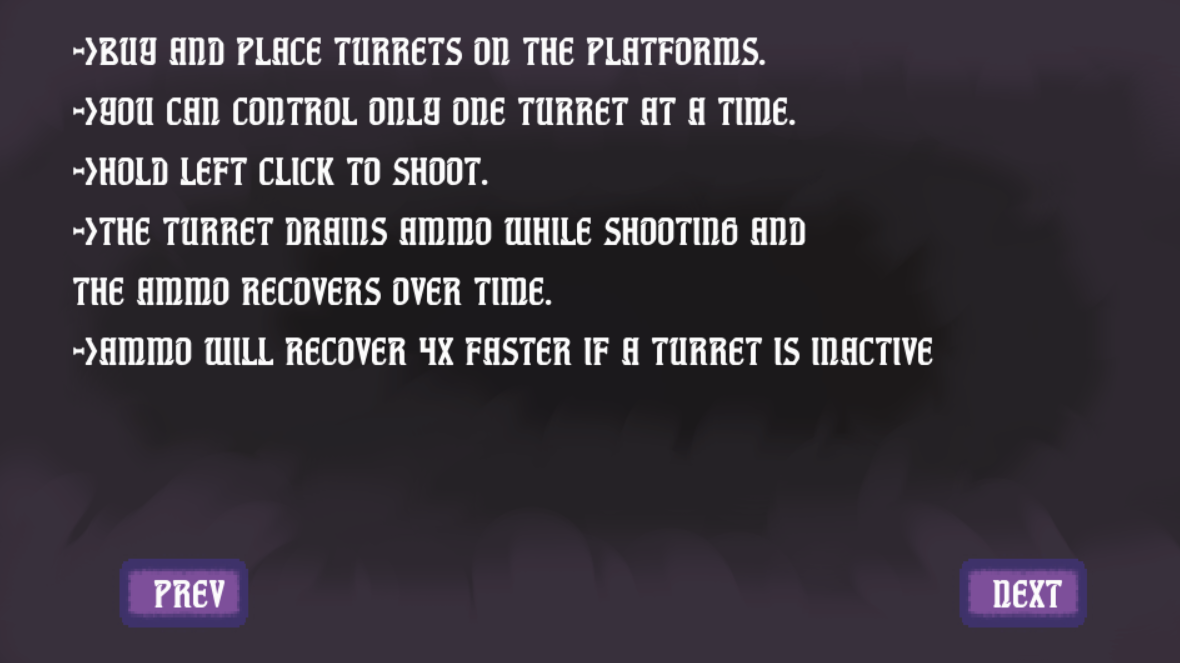 ->BUY AND PLACE TURRETS ON THE PLATFORMS.
->YOU CAN CONTROL ONLY ONE TURRET AT A TIME.
->HOLD LEFT CLICK TO SHOOT.
->THE TURRET DRAINS AMMO WHILE SHOOTING AND
THE AMMO RECOVERS OVER TIME.
->AMMO WILL RECOVER 4X FASTER IF A TURRET IS INACTIVE
PREV
NEXT